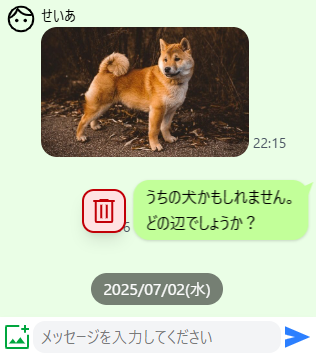 せいあ
22:15
うちの犬かもしれません。
どの辺でしょうか？
2025/07/02(水)
メッセージを入力してください